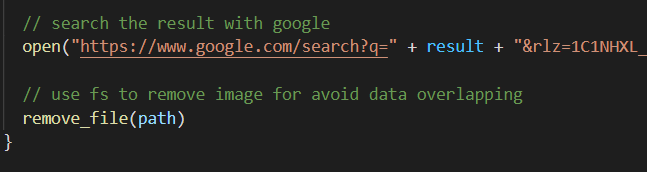 // search the result with google
open("https://www.google.com/search?q=" + result + "&rlz=1C1NHXL_
// use fs to remove image for avoid data overlapping
remove_file(path)
}